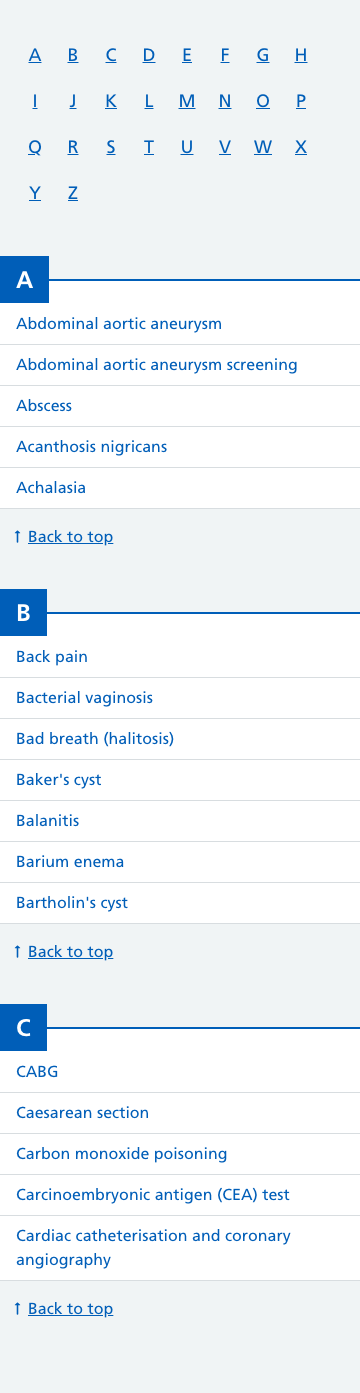 A B C D E F G H
I J K L M N O P
Q R S T U V W X
Y Z
A
Abdominal aortic aneurysm
Abdominal aortic aneurysm screening
Abscess
Acanthosis nigricans
Achalasia
↑ Back to top
B
Back pain
Bacterial vaginosis
Bad breath (halitosis)
Baker's cyst
Balanitis
Barium enema
Bartholin's cyst
↑ Back to top
C
CABG
Caesarean section
Carbon monoxide poisoning
Carcinoembryonic antigen (CEA) test
Cardiac catheterisation and coronary
angiography
↑ Back to top